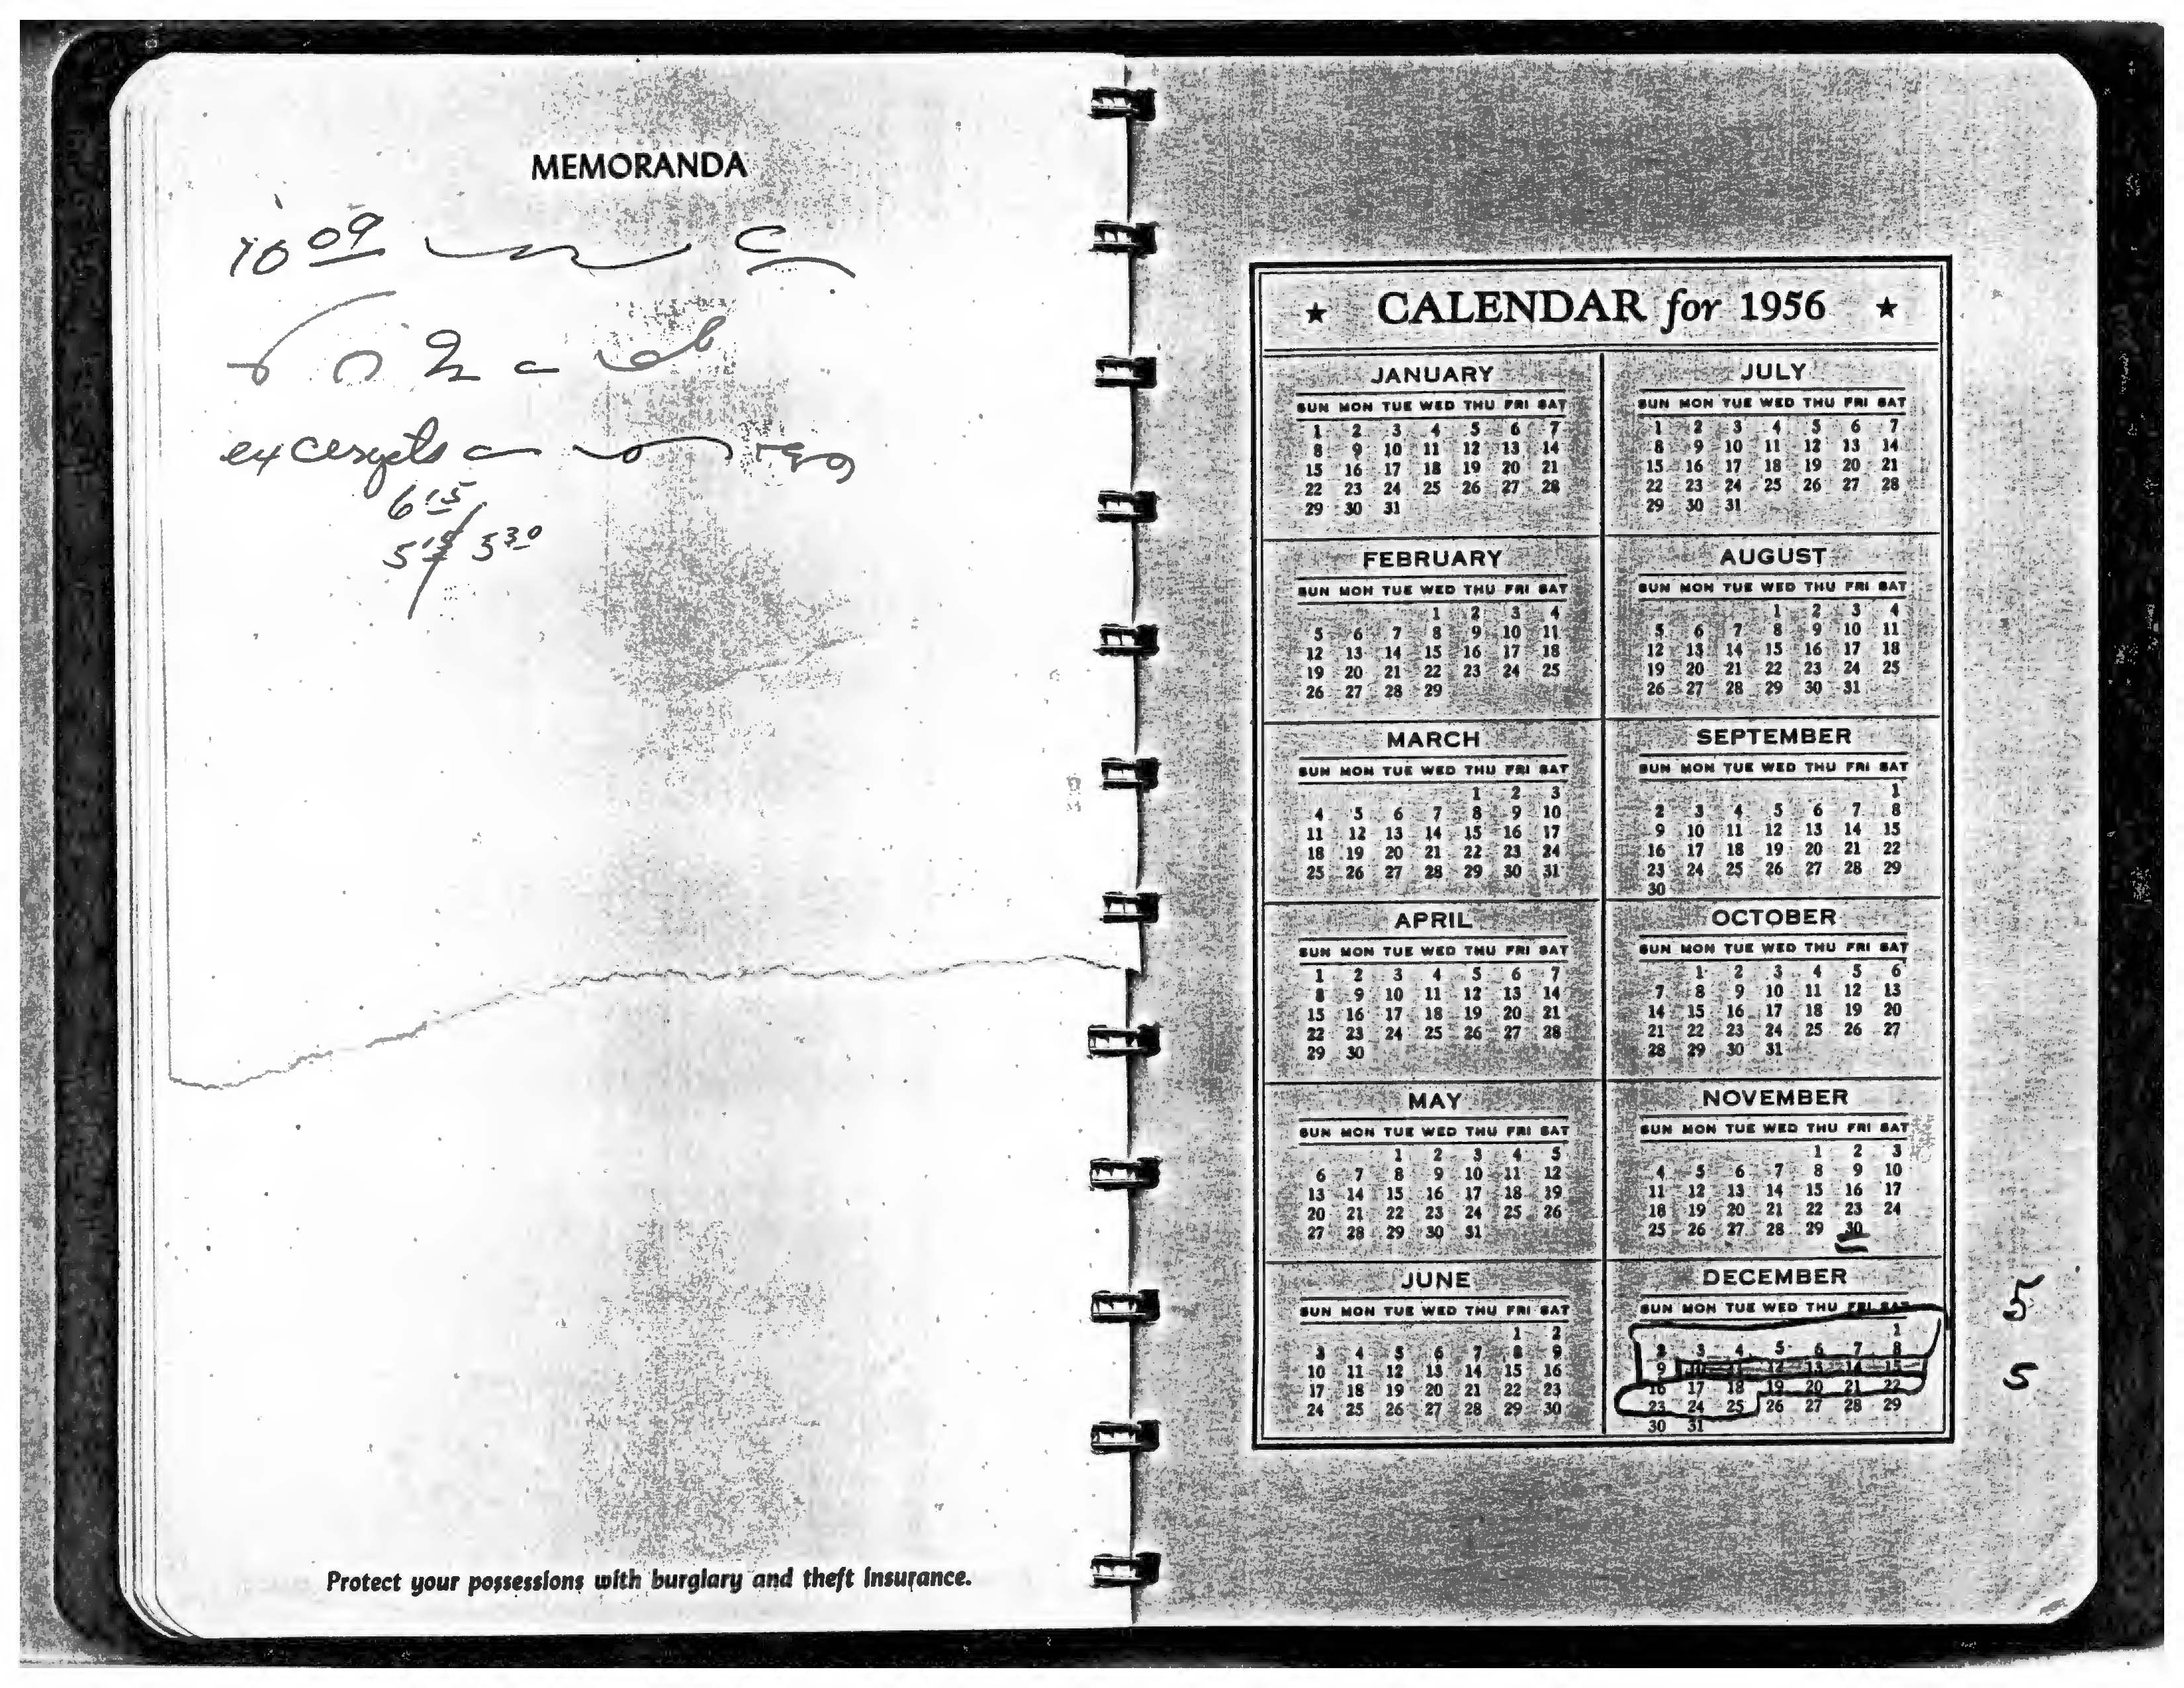 MEMORANDA
10 09
excerpts
6 15
5 15 5 30
Protect your possessions with burglary and theft insurance.
★ CALENDAR for 1956 ★
JANUARY
SUN MON TUE WED THU FRI SAT
1 2 3 4 5 6 7
8 9 10 11 12 13 14
15 16 17 18 19 20 21
22 23 24 25 26 27 28
29 30 31
FEBRUARY
SUN MON TUE WED THU FRI SAT
1 2 3 4
5 6 7 8 9 10 11
12 13 14 15 16 17 18
19 20 21 22 23 24 25
26 27 28 29
MARCH
SUN MON TUE WED THU FRI SAT
1 2 3
4 5 6 7 8 9 10
11 12 13 14 15 16 17
18 19 20 21 22 23 24
25 26 27 28 29 30 31
APRIL
SUN MON TUE WED THU FRI SAT
1 2 3 4 5 6 7
8 9 10 11 12 13 14
15 16 17 18 19 20 21
22 23 24 25 26 27 28
29 30
MAY
SUN MON TUE WED THU FRI SAT
1 2 3 4 5
6 7 8 9 10 11 12
13 14 15 16 17 18 19
20 21 22 23 24 25 26
27 28 29 30 31
JUNE
SUN MON TUE WED THU FRI SAT
1 2
3 4 5 6 7 8 9
10 11 12 13 14 15 16
17 18 19 20 21 22 23
24 25 26 27 28 29 30
JULY
SUN MON TUE WED THU FRI SAT
1 2 3 4 5 6 7
8 9 10 11 12 13 14
15 16 17 18 19 20 21
22 23 24 25 26 27 28
29 30 31
AUGUST
SUN MON TUE WED THU FRI SAT
1 2 3 4
5 6 7 8 9 10 11
12 13 14 15 16 17 18
19 20 21 22 23 24 25
26 27 28 29 30 31
SEPTEMBER
SUN MON TUE WED THU FRI SAT
1
2 3 4 5 6 7 8
9 10 11 12 13 14 15
16 17 18 19 20 21 22
23 24 25 26 27 28 29
30
OCTOBER
SUN MON TUE WED THU FRI SAT
1 2 3 4 5 6
7 8 9 10 11 12 13
14 15 16 17 18 19 20
21 22 23 24 25 26 27
28 29 30 31
NOVEMBER
SUN MON TUE WED THU FRI SAT
1 2 3
4 5 6 7 8 9 10
11 12 13 14 15 16 17
18 19 20 21 22 23 24
25 26 27 28 29 30
DECEMBER
SUN MON TUE WED THU FRI SAT
1
2 3 4 5 6 7 8
9 10 11 12 13 14 15
16 17 18 19 20 21 22
23 24 25 26 27 28 29
30 31
5
5